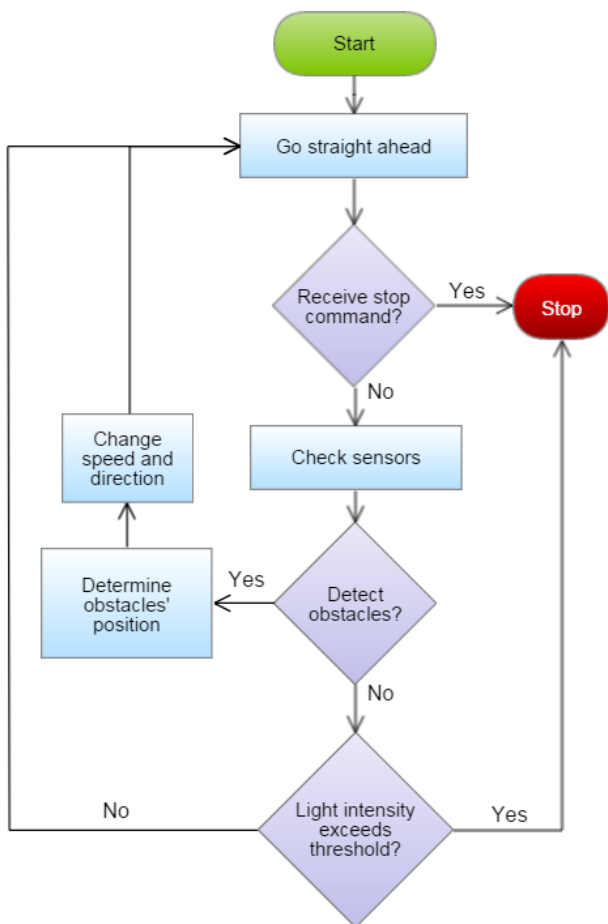 Start
Go straight ahead
Receive stop
command?
Yes
Stop
No
Check sensors
Change
speed and
direction
Determine
obstacles'
position
Yes
Detect
obstacles?
No
No
Light intensity
exceeds
threshold?
Yes